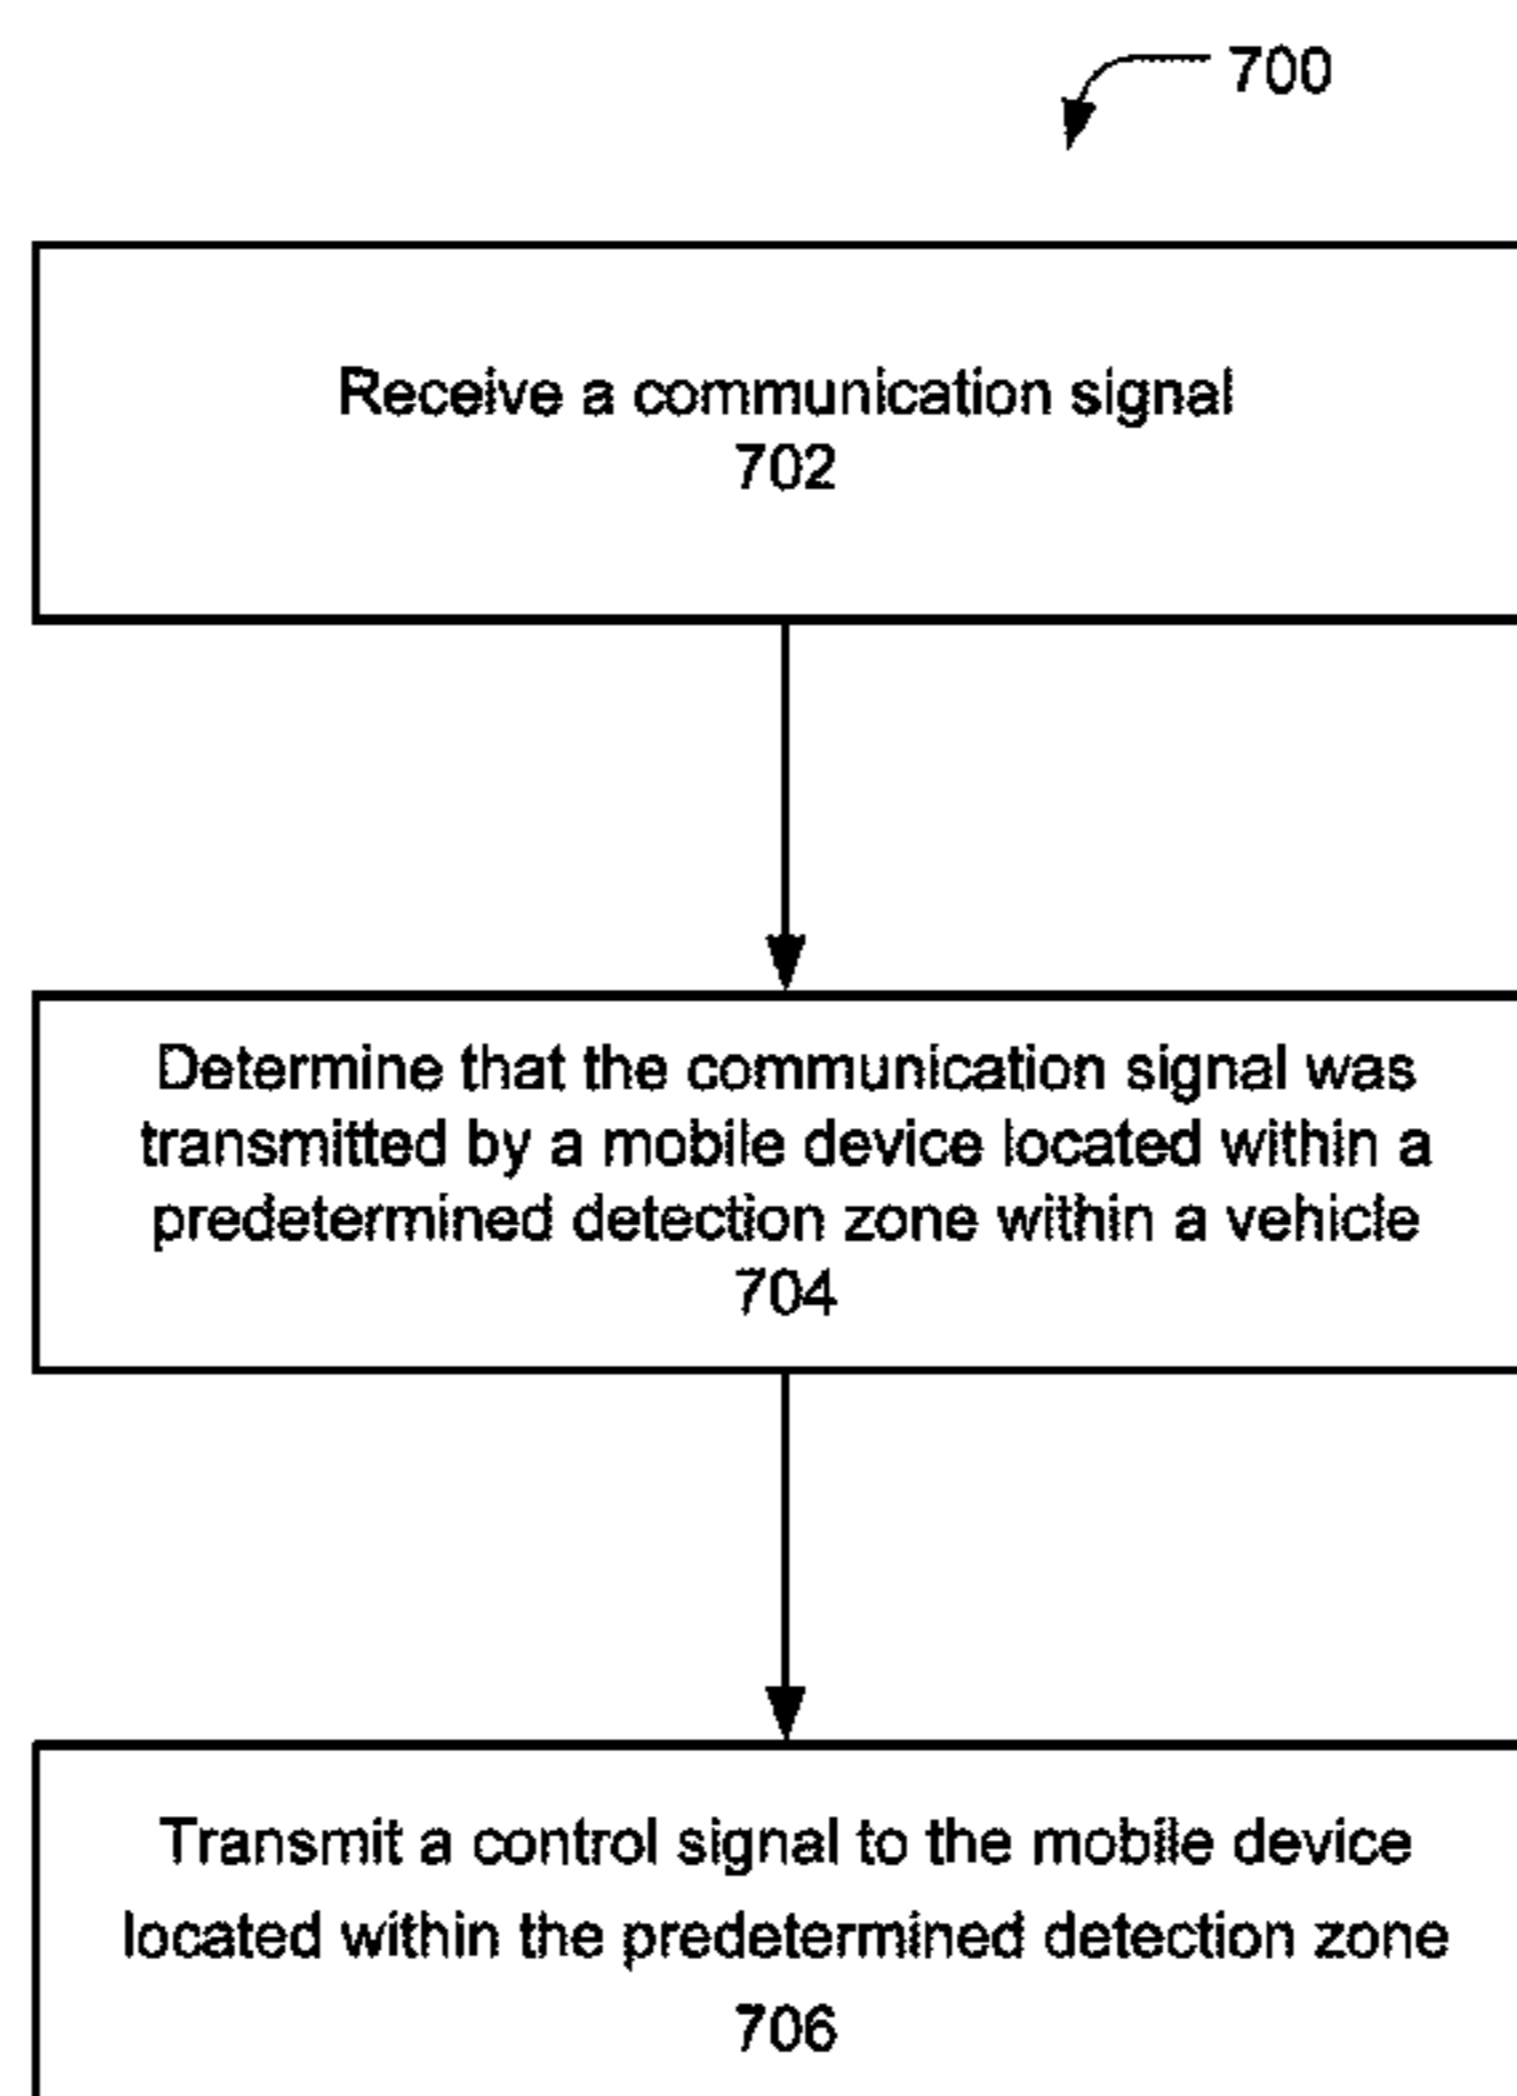 700
Receive a communication signal
702
Determine that the communication signal was
transmitted by a mobile device located within a
predetermined detection zone within a vehicle
704
Transmit a control signal to the mobile device
located within the predetermined detection zone
706